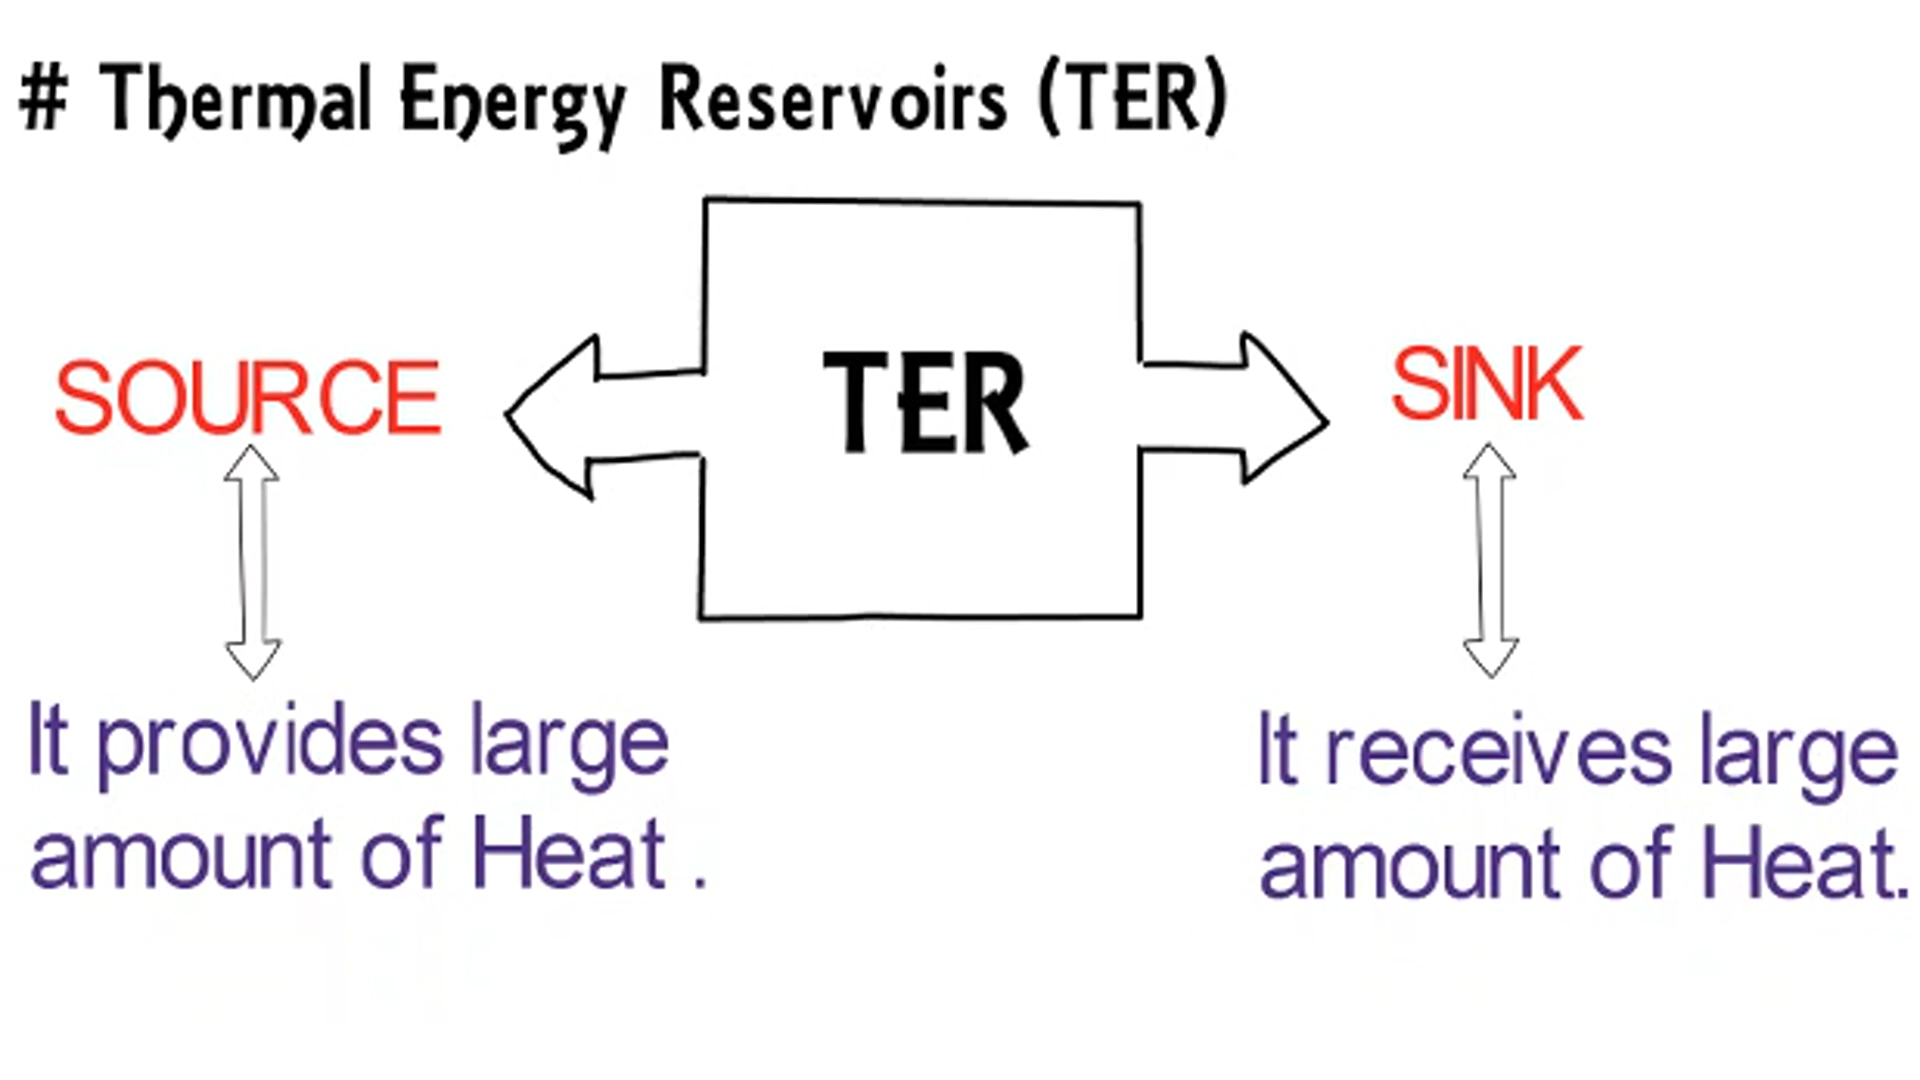 # Thermal Energy Reservoirs (TER)
SOURCE
TER
SINK
It provides large
amount of Heat .
It receives large
amount of Heat.